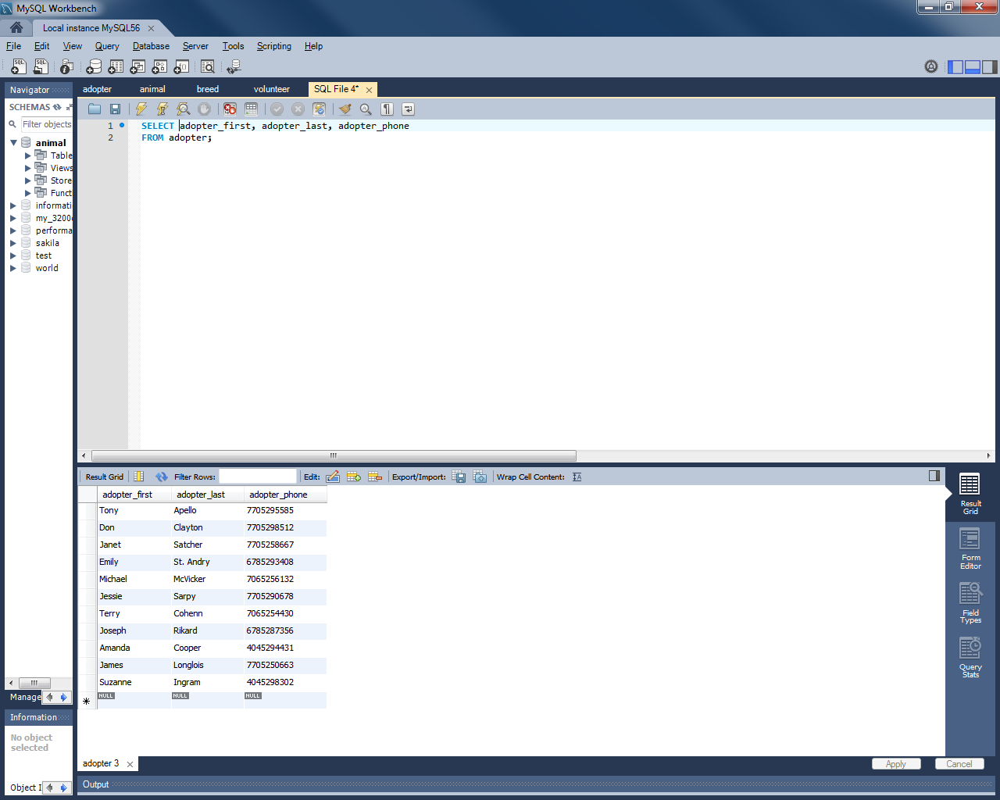 MySQL Workbench
Local instance MySQL56
File Edit View Query Database Server Tools Scripting Help
Navigator
SCHEMAS
Filter objects
animal
Table
Views
Store
Functi
informati
my_3200
performa
sakila
test
world
Manage
Information
No object
selected
Object I
adopter animal breed volunteer SQL File 4*
1 SELECT adopter_first, adopter_last, adopter_phone
2 FROM adopter;
Result Grid Filter Rows: Edit: Export/Import: Wrap Cell Content:
adopter_first adopter_last adopter_phone
Tony Apello 7705295585
Don Clayton 7705298512
Janet Satcher 7705258667
Emily St. Andry 6785293408
Michael McVicker 7065256132
Jessie Sarpy 7705290678
Terry Cohenn 7065254430
Joseph Rikard 6785287356
Amanda Cooper 4045294431
James Longlois 7705250663
Suzanne Ingram 4045298302
NULL NULL NULL
Result
Grid
Form
Editor
Field
Types
Query
Stats
adopter 3
Apply Cancel
Output